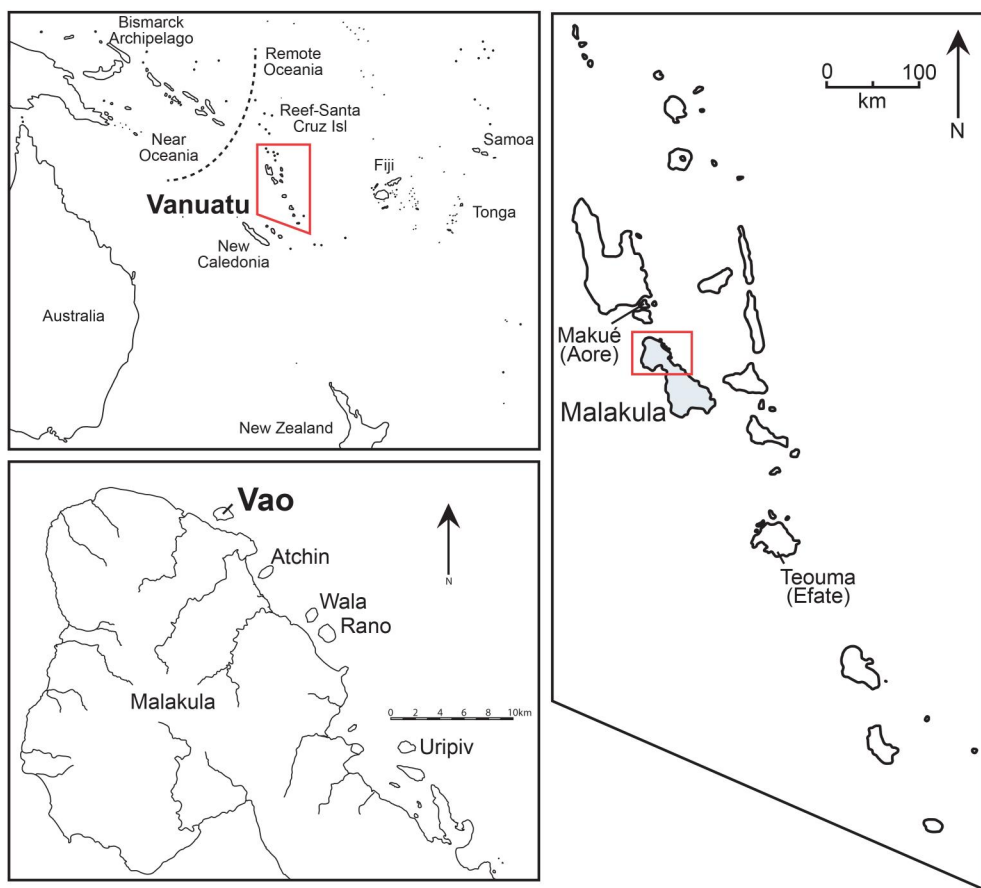 Bismarck
Archipelago
Remote
Oceania
Reef-Santa
Cruz Isl
Near
Oceania
Samoa
Fiji
Vanuatu
Tonga
New
Caledonia
Australia
New Zealand
0 100
km
N
Makué
(Aore)
Malakula
Teouma
(Efate)
Vao
N
Atchin
Wala
Rano
Malakula
0 2 4 6 8 10km
Uripiv